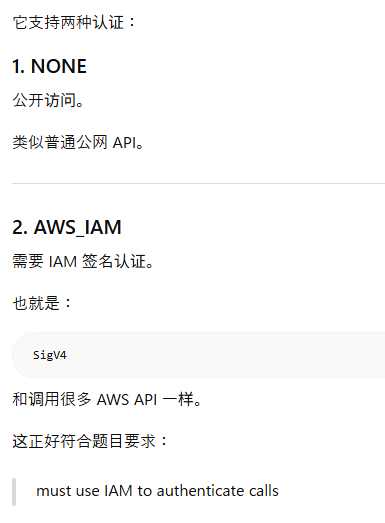 它支持两种认证：
1. NONE
公开访问。
类似普通公网 API。
2. AWS_IAM
需要 IAM 签名认证。
也就是：
SigV4
和调用很多 AWS API 一样。
这正好符合题目要求：
must use IAM to authenticate calls